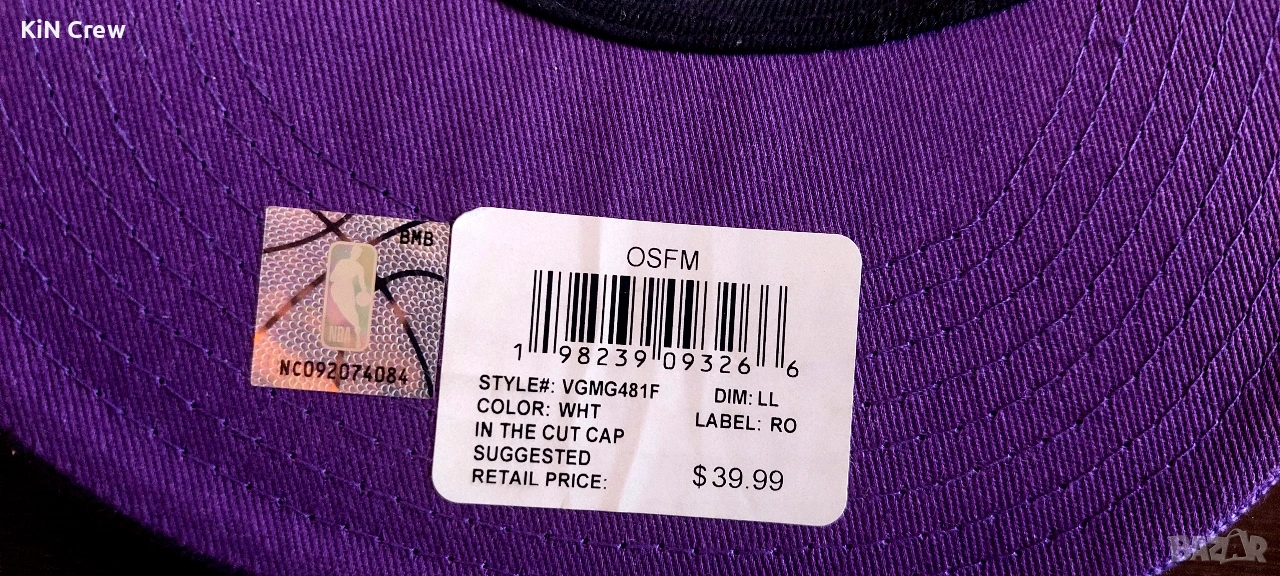 KiN Crew
BMB
NBA
NC092074084
OSFM
1 98239 09326 6
STYLE#: VGMG481F DIM: LL
COLOR: WHT LABEL: RO
IN THE CUT CAP
SUGGESTED
RETAIL PRICE: $39.99
BAZAR